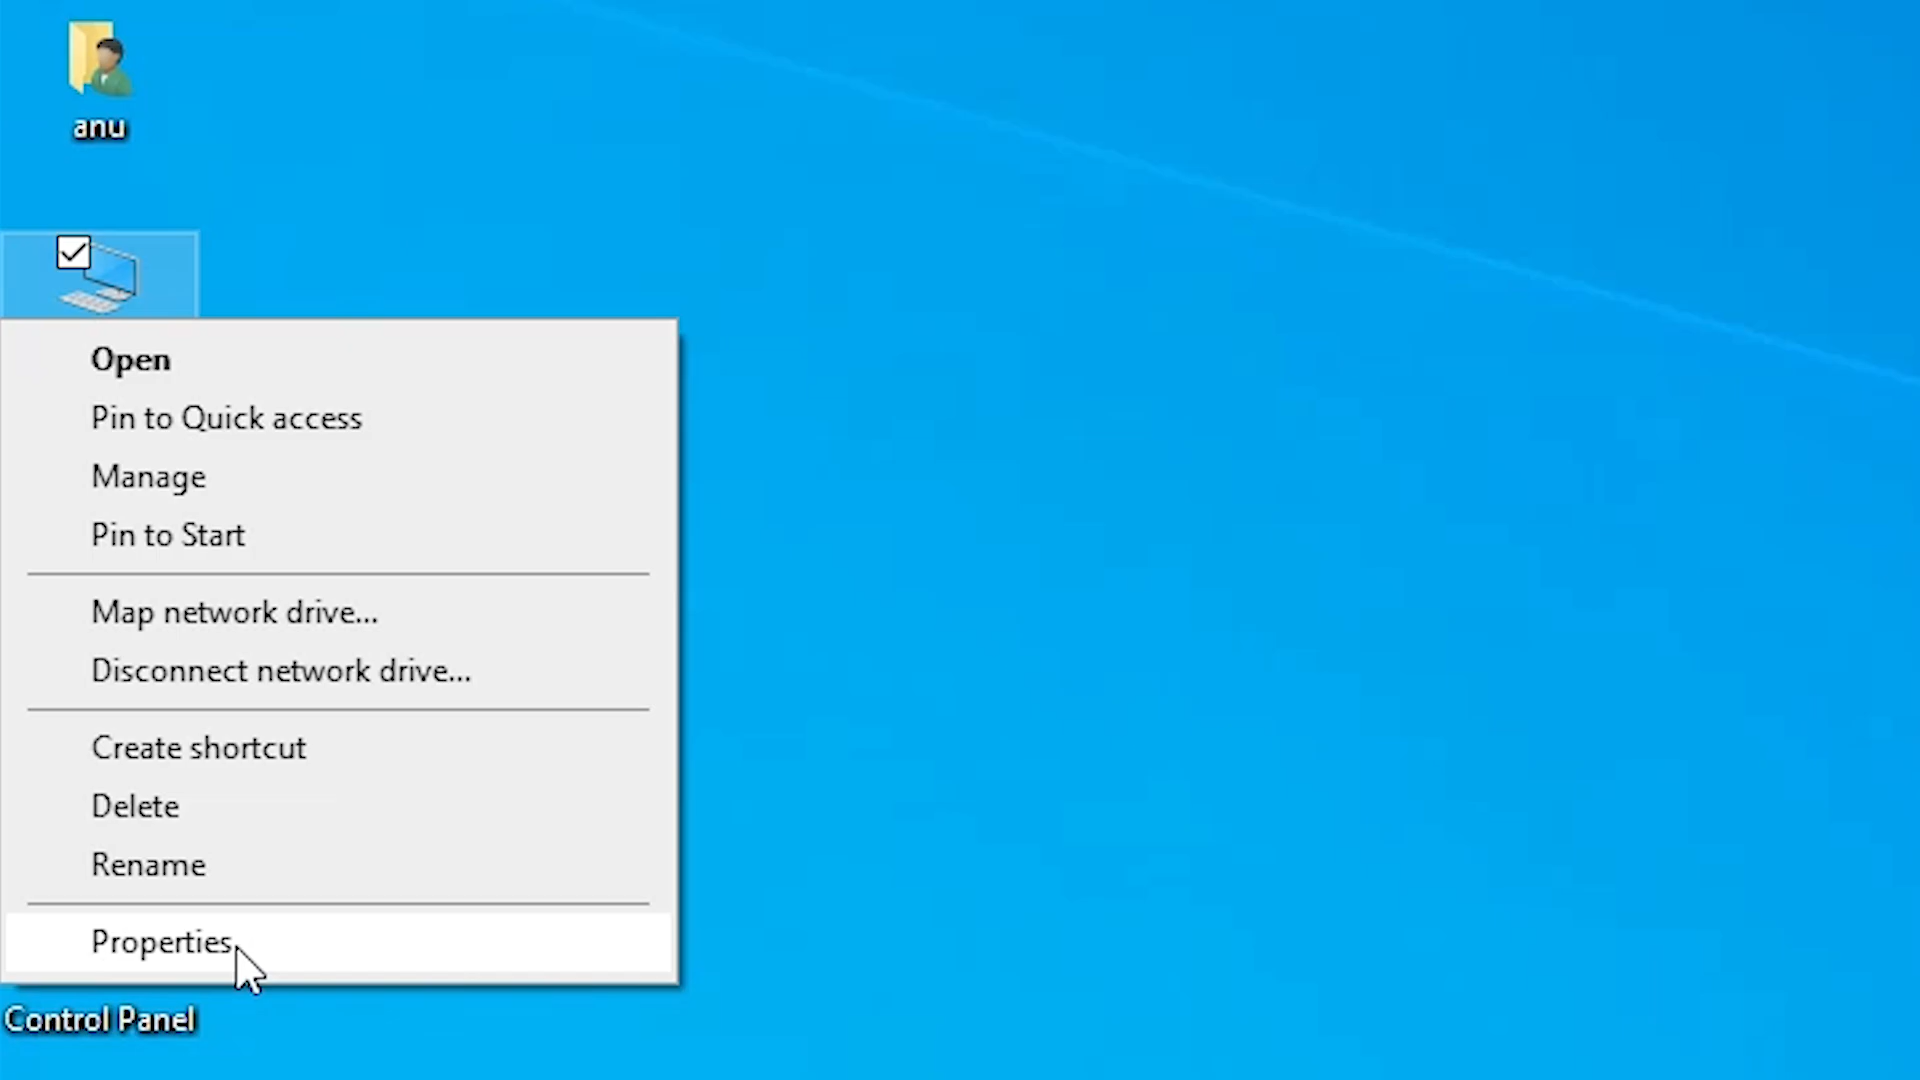 anu
Open
Pin to Quick access
Manage
Pin to Start
Map network drive...
Disconnect network drive...
Create shortcut
Delete
Rename
Properties
Control Panel